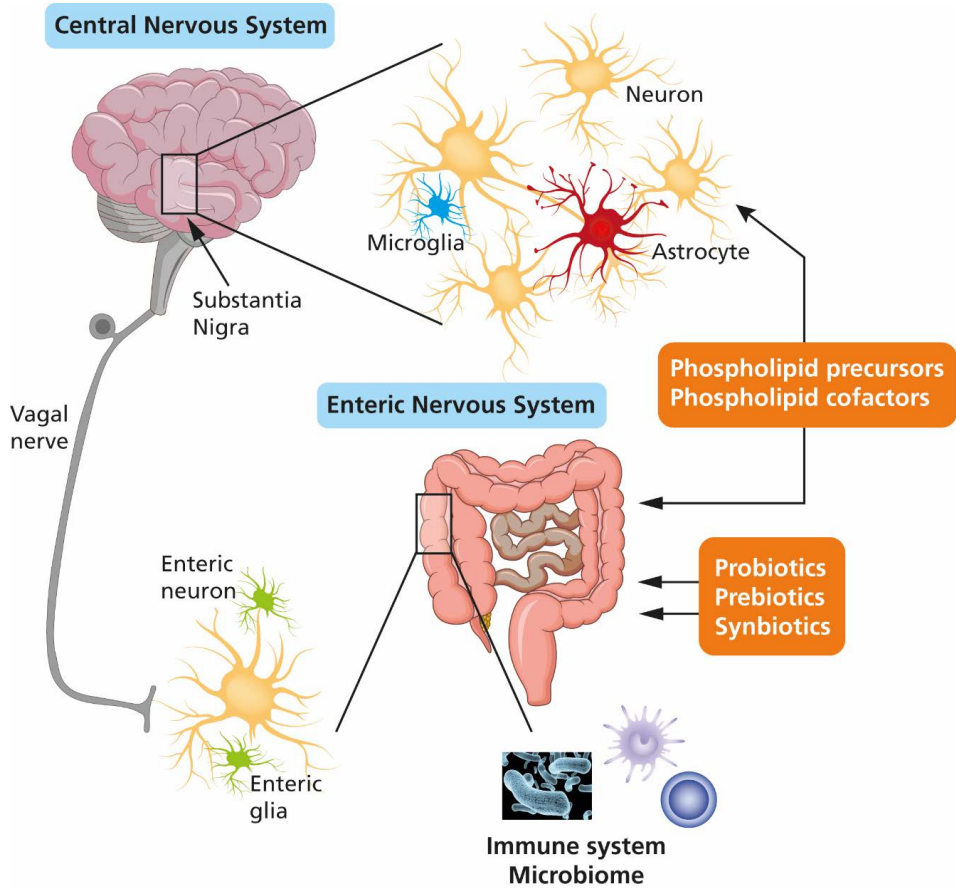 Central Nervous System
Neuron
Microglia
Astrocyte
Substantia
Nigra
Phospholipid precursors
Phospholipid cofactors
Enteric Nervous System
Vagal
nerve
Enteric
neuron
Probiotics
Prebiotics
Synbiotics
Enteric
glia
Immune system
Microbiome